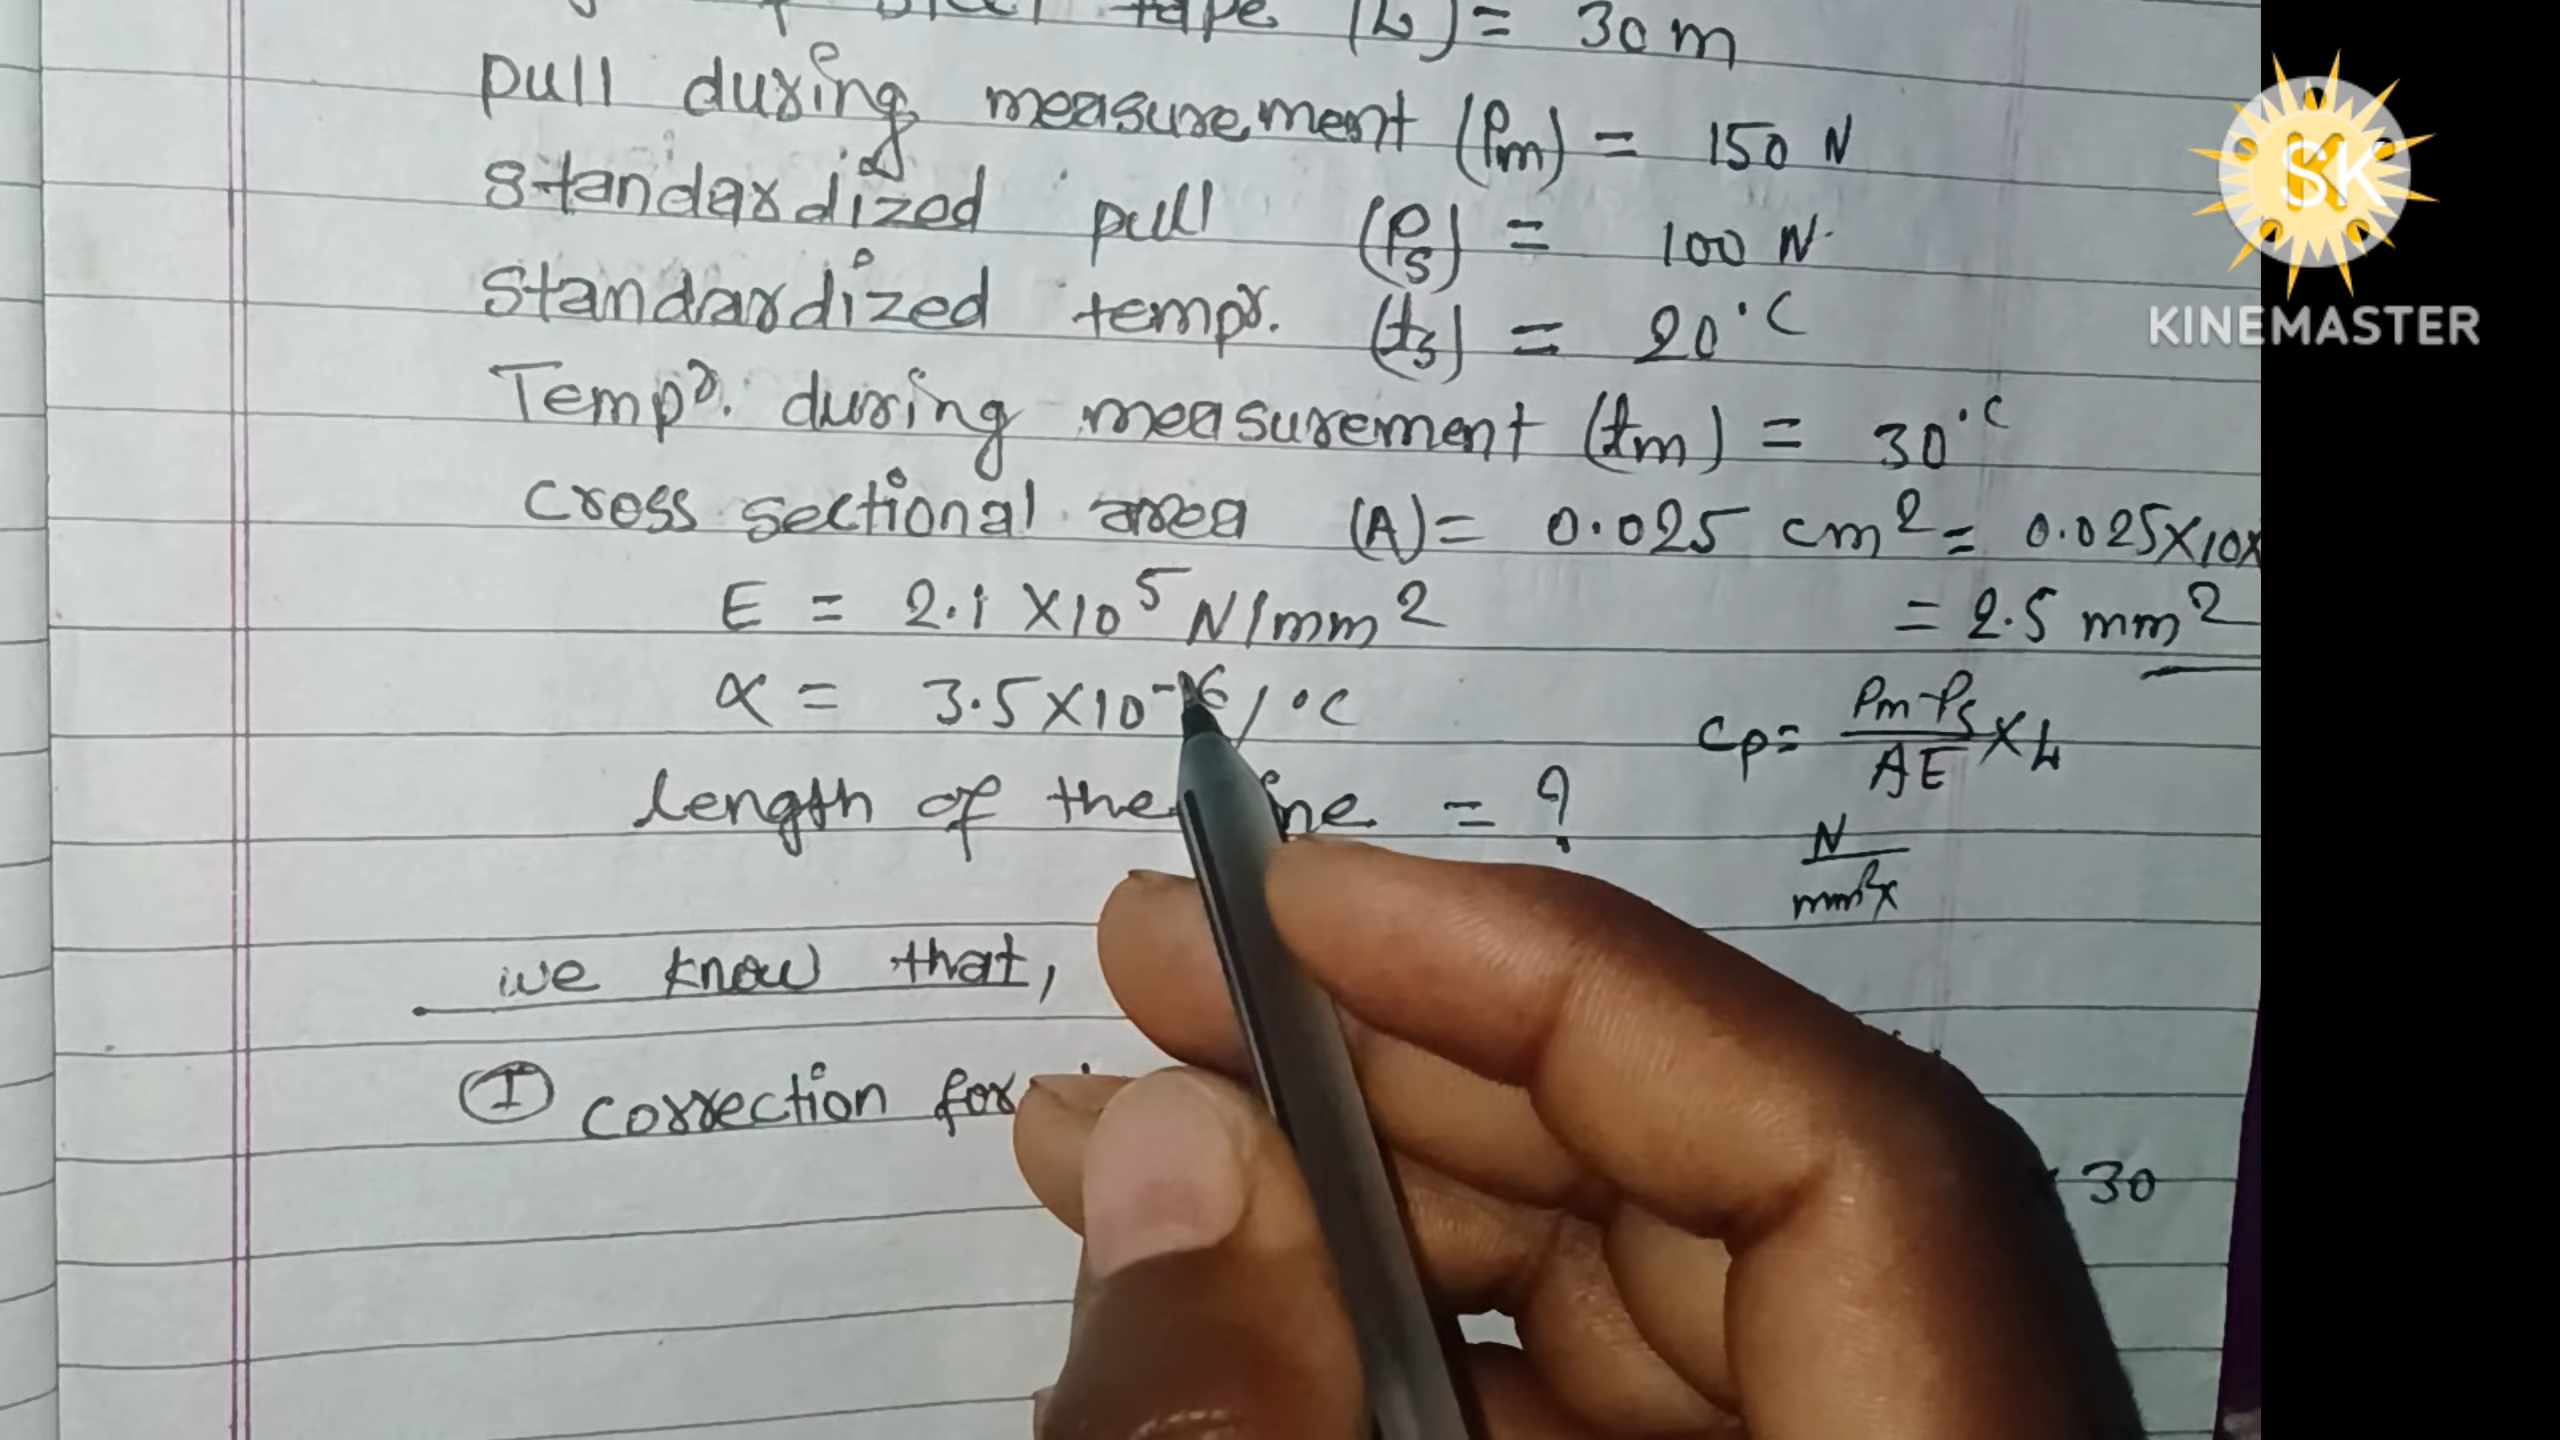 tape (L) = 30 m
pull during measurement (Pm) = 150 N
Standardized pull (Ps) = 100 N
Standardized tempr. (ts) = 20°C
Tempr. during measurement (tm) = 30°C
cross sectional area (A) = 0.025 cm² = 0.025×10×
= 2.5 mm²
E = 2.1 ×10⁵ N/mm²
α = 3.5×10⁻⁶/°C
Cp = Pm-Ps/AE × L
length of the = ?
N/mm²×
we know that,
I correction for
30
SK
KINEMASTER